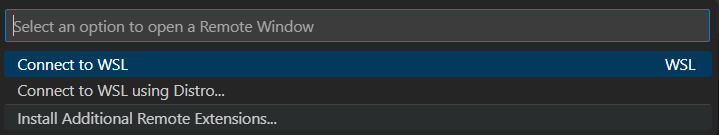 Select an option to open a Remote Window
Connect to WSL WSL
Connect to WSL using Distro...
Install Additional Remote Extensions...